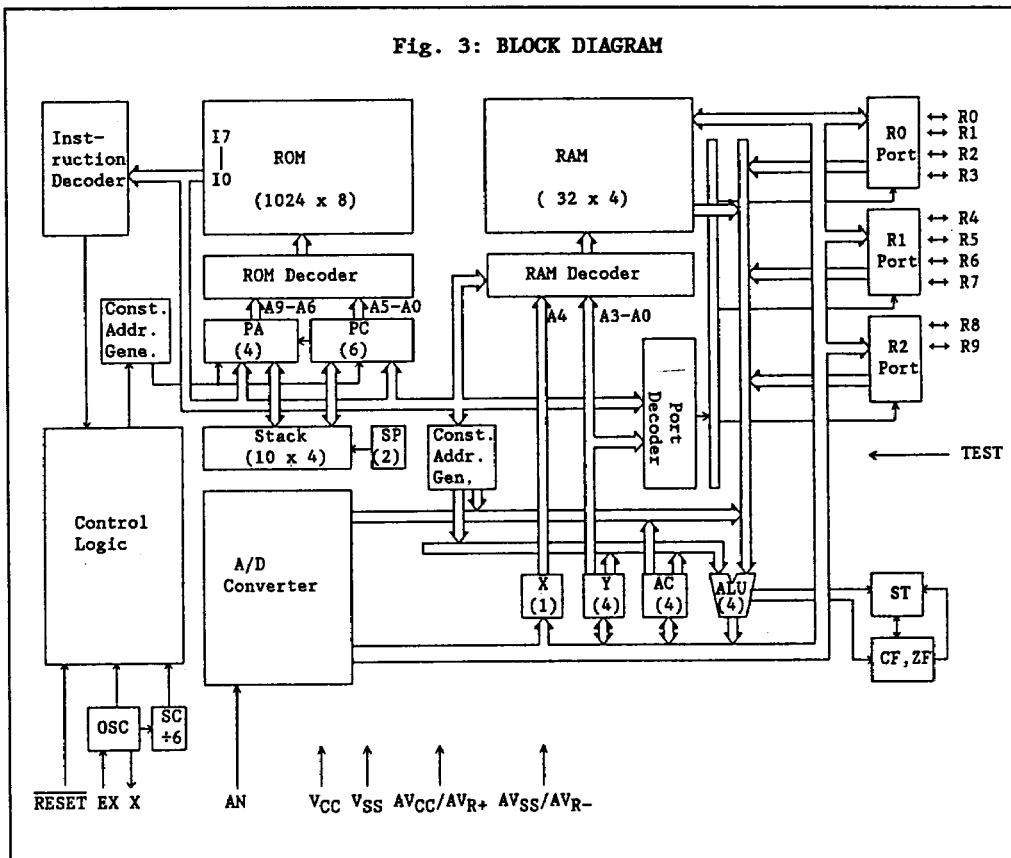 Fig. 3: BLOCK DIAGRAM
Inst-
ruction
Decoder
I7
I0
ROM
(1024 x 8)
RAM
( 32 x 4)
R0
Port
R0
R1
R2
R3
R1
Port
R4
R5
R6
R7
R2
Port
R8
R9
ROM Decoder
RAM Decoder
A9-A6
A5-A0
A4
A3-A0
Const.
Addr.
Gene.
PA
(4)
PC
(6)
Stack
(10 x 4)
SP
(2)
Const.
Addr.
Gen.
Port
Decoder
TEST
Control
Logic
A/D
Converter
X
(1)
Y
(4)
AC
(4)
ALU
(4)
ST
CF,ZF
OSC
SC
÷6
RESET
EX
X
AN
VCC
VSS
AVCC/AVR+
AVSS/AVR-